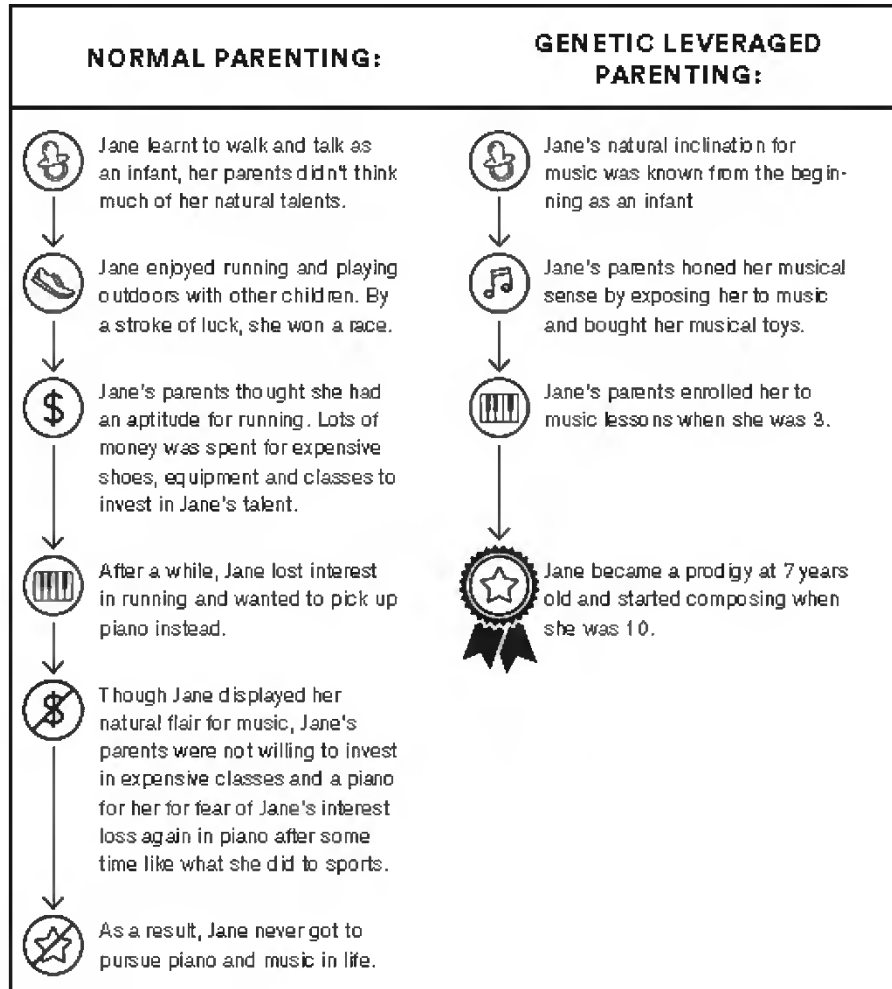 NORMAL PARENTING:
Jane learnt to walk and talk as
an infant, her parents didn't think
much of her natural talents.
Jane enjoyed running and playing
outdoors with other children. By
a stroke of luck, she won a race.
$
Jane's parents thought she had
an aptitude for running. Lots of
money was spent for expensive
shoes, equipment and classes to
invest in Jane's talent.
After a while, Jane lost interest
in running and wanted to pick up
piano instead.
$
Though Jane displayed her
natural flair for music, Jane's
parents were not willing to invest
in expensive classes and a piano
for her for fear of Jane's interest
loss again in piano after some
time like what she did to sports.
As a result, Jane never got to
pursue piano and music in life.
GENETIC LEVERAGED
PARENTING:
Jane's natural inclination for
music was known from the begin-
ning as an infant
Jane's parents honed her musical
sense by exposing her to music
and bought her musical toys.
Jane's parents enrolled her to
music lessons when she was 3.
Jane became a prodigy at 7 years
old and started composing when
she was 10.